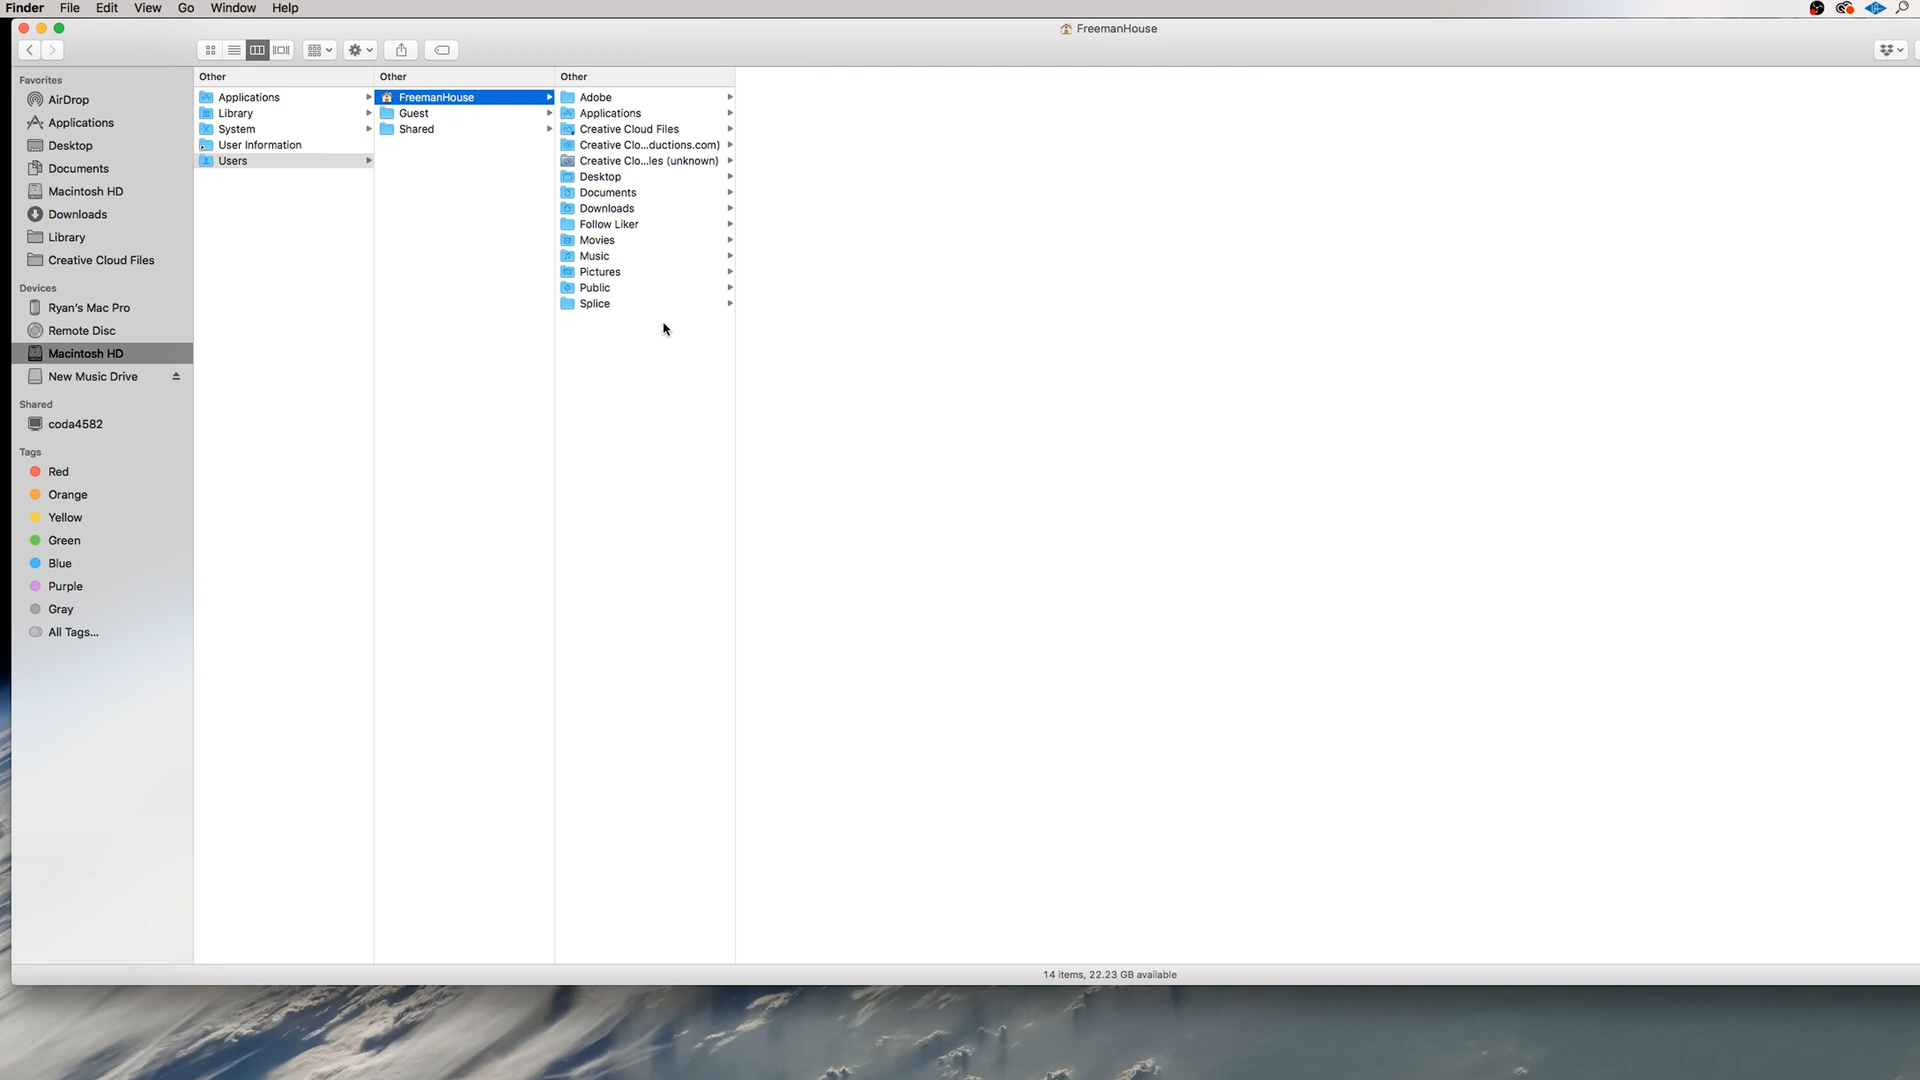 Finder File Edit View Go Window Help
FreemanHouse
Favorites
AirDrop
Applications
Desktop
Documents
Macintosh HD
Downloads
Library
Creative Cloud Files
Devices
Ryan's Mac Pro
Remote Disc
Macintosh HD
New Music Drive
Shared
coda4582
Tags
Red
Orange
Yellow
Green
Blue
Purple
Gray
All Tags...
Other
Applications
Library
System
User Information
Users
Other
FreemanHouse
Guest
Shared
Other
Adobe
Applications
Creative Cloud Files
Creative Clo...ductions.com)
Creative Clo...les (unknown)
Desktop
Documents
Downloads
Follow Liker
Movies
Music
Pictures
Public
Splice
14 items, 22.23 GB available